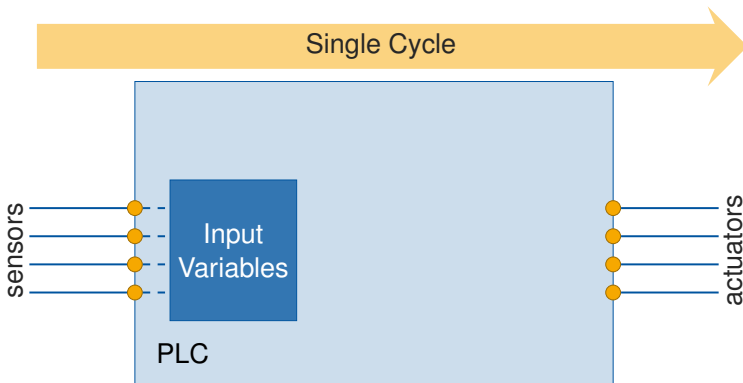 Single Cycle
sensors
Input
Variables
actuators
PLC